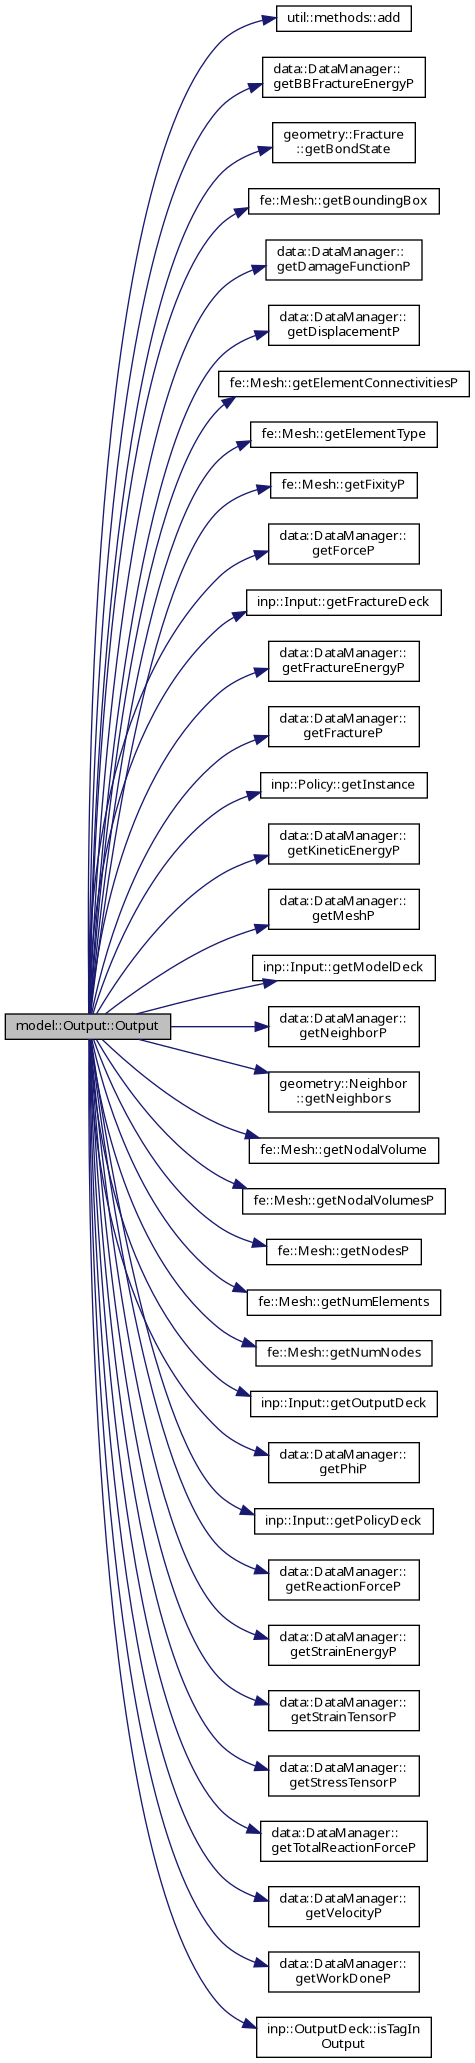 util::methods::add
data::DataManager::
getBBFractureEnergyP
geometry::Fracture
::getBondState
fe::Mesh::getBoundingBox
data::DataManager::
getDamageFunctionP
data::DataManager::
getDisplacementP
fe::Mesh::getElementConnectivitiesP
fe::Mesh::getElementType
fe::Mesh::getFixityP
data::DataManager::
getForceP
inp::Input::getFractureDeck
data::DataManager::
getFractureEnergyP
data::DataManager::
getFractureP
inp::Policy::getInstance
data::DataManager::
getKineticEnergyP
data::DataManager::
getMeshP
inp::Input::getModelDeck
model::Output::Output
data::DataManager::
getNeighborP
geometry::Neighbor
::getNeighbors
fe::Mesh::getNodalVolume
fe::Mesh::getNodalVolumesP
fe::Mesh::getNodesP
fe::Mesh::getNumElements
fe::Mesh::getNumNodes
inp::Input::getOutputDeck
data::DataManager::
getPhiP
inp::Input::getPolicyDeck
data::DataManager::
getReactionForceP
data::DataManager::
getStrainEnergyP
data::DataManager::
getStrainTensorP
data::DataManager::
getStressTensorP
data::DataManager::
getTotalReactionForceP
data::DataManager::
getVelocityP
data::DataManager::
getWorkDoneP
inp::OutputDeck::isTagIn
Output